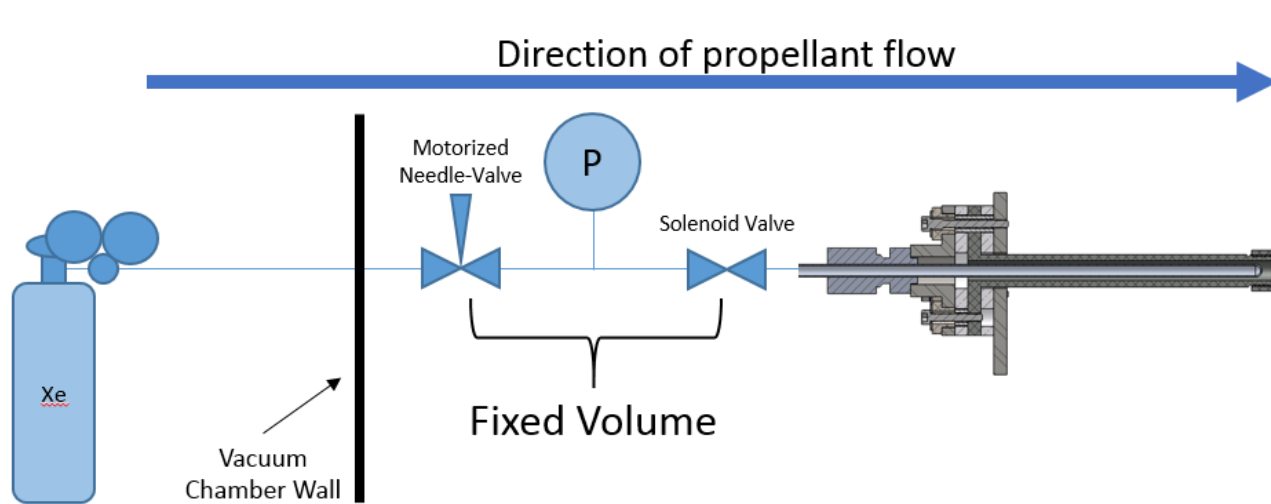 Direction of propellant flow
Motorized
Needle-Valve
P
Solenoid Valve
Xe
Fixed Volume
Vacuum
Chamber Wall